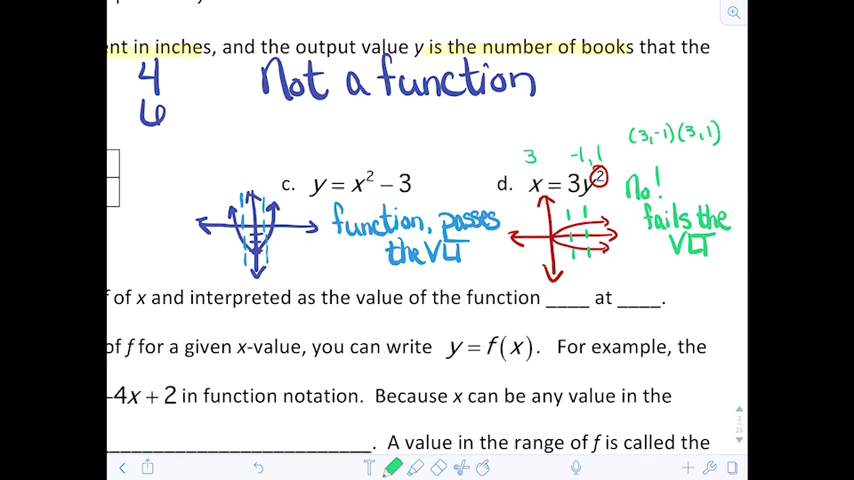 ent in inches, and the output value y is the number of books that the
4
6
Not a function
(3,-1)(3,1)
3 -1,1
c. y = x² − 3
d. x = 3y²
no!
fails the
VLT
function, passes
the VLT
f of x and interpreted as the value of the function ____ at ____.
of f for a given x-value, you can write y = f(x). For example, the
-4x + 2 in function notation. Because x can be any value in the
______________________. A value in the range of f is called the